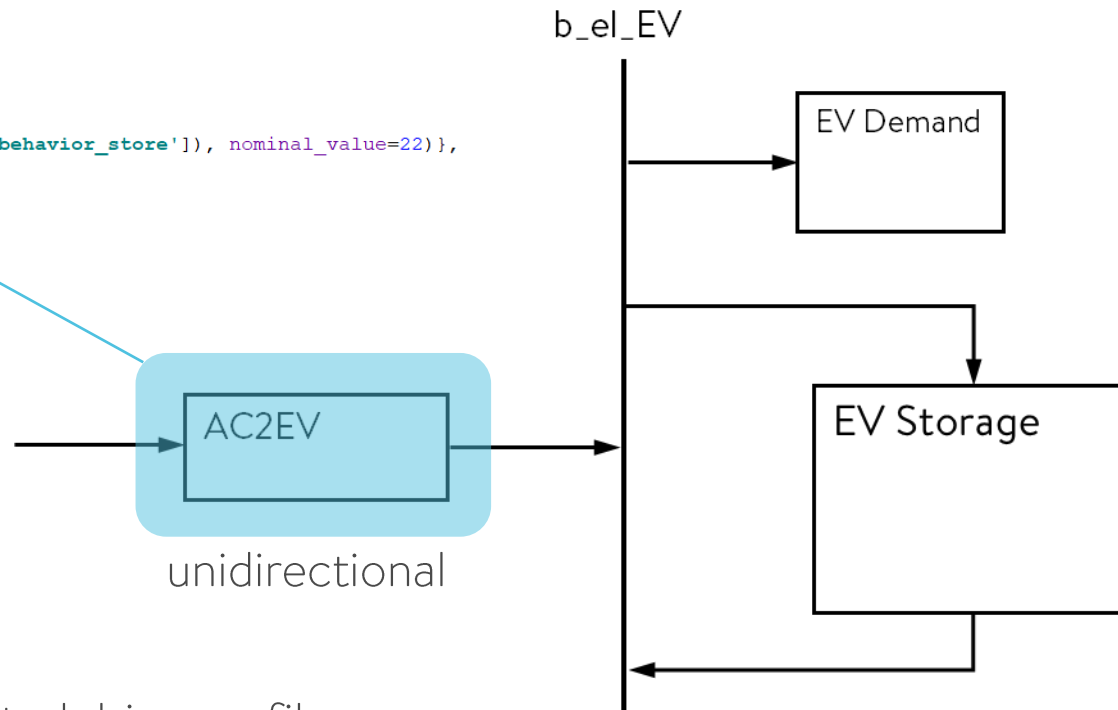 b_el_EV
EV Demand
behavior_store']), nominal_value=22)},
AC2EV
EV Storage
unidirectional